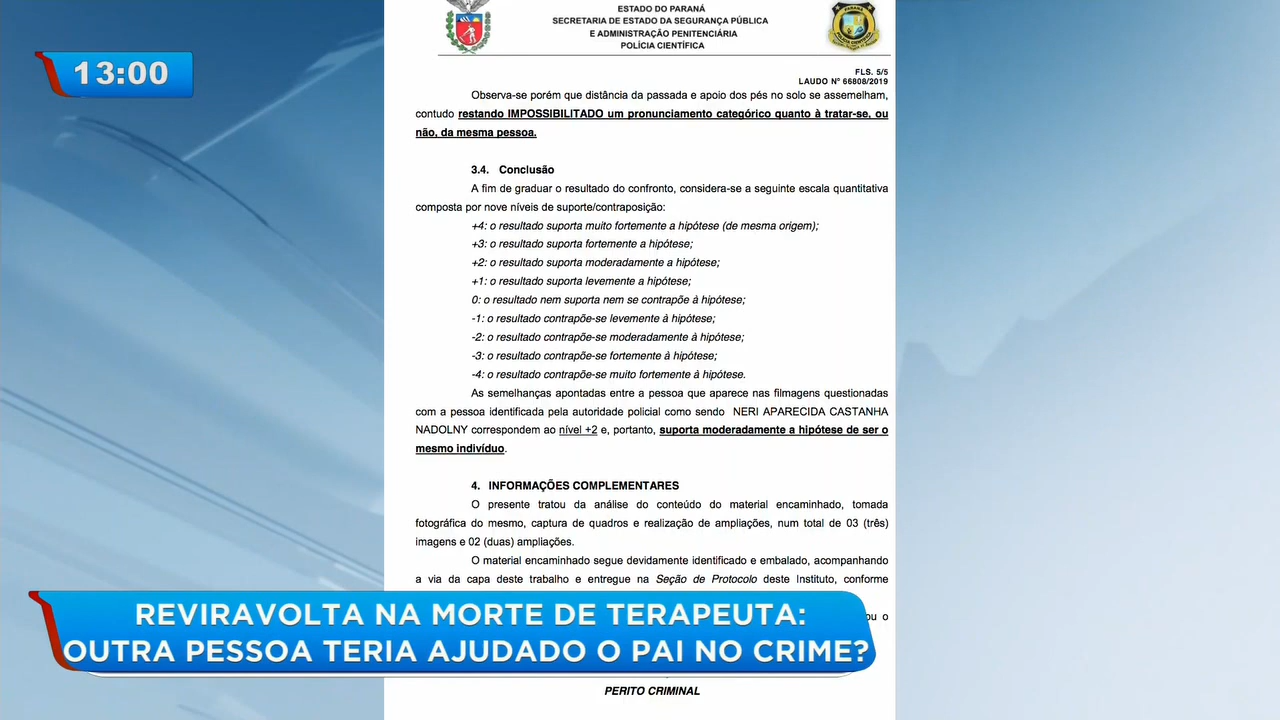 ESTADO DO PARANÁ
SECRETARIA DE ESTADO DA SEGURANÇA PÚBLICA
E ADMINISTRAÇÃO PENITENCIÁRIA
POLÍCIA CIENTÍFICA
13:00
FLS. 5/5
LAUDO Nº 66808/2019
Observa-se porém que distância da passada e apoio dos pés no solo se assemelham,
contudo restando IMPOSSIBILITADO um pronunciamento categórico quanto à tratar-se, ou
não, da mesma pessoa.
3.4. Conclusão
A fim de graduar o resultado do confronto, considera-se a seguinte escala quantitativa
composta por nove níveis de suporte/contraposição:
+4: o resultado suporta muito fortemente a hipótese (de mesma origem);
+3: o resultado suporta fortemente a hipótese;
+2: o resultado suporta moderadamente a hipótese;
+1: o resultado suporta levemente a hipótese;
0: o resultado nem suporta nem se contrapõe à hipótese;
-1: o resultado contrapõe-se levemente à hipótese;
-2: o resultado contrapõe-se moderadamente à hipótese;
-3: o resultado contrapõe-se fortemente à hipótese;
-4: o resultado contrapõe-se muito fortemente à hipótese.
As semelhanças apontadas entre a pessoa que aparece nas filmagens questionadas
com a pessoa identificada pela autoridade policial como sendo NERI APARECIDA CASTANHA
NADOLNY correspondem ao nível +2 e, portanto, suporta moderadamente a hipótese de ser o
mesmo indivíduo.
4. INFORMAÇÕES COMPLEMENTARES
O presente tratou da análise do conteúdo do material encaminhado, tomada
fotográfica do mesmo, captura de quadros e realização de ampliações, num total de 03 (três)
imagens e 02 (duas) ampliações.
O material encaminhado segue devidamente identificado e embalado, acompanhando
a via da capa deste trabalho e entregue na Seção de Protocolo deste Instituto, conforme
REVIRAVOLTA NA MORTE DE TERAPEUTA:
OUTRA PESSOA TERIA AJUDADO O PAI NO CRIME?
PERITO CRIMINAL